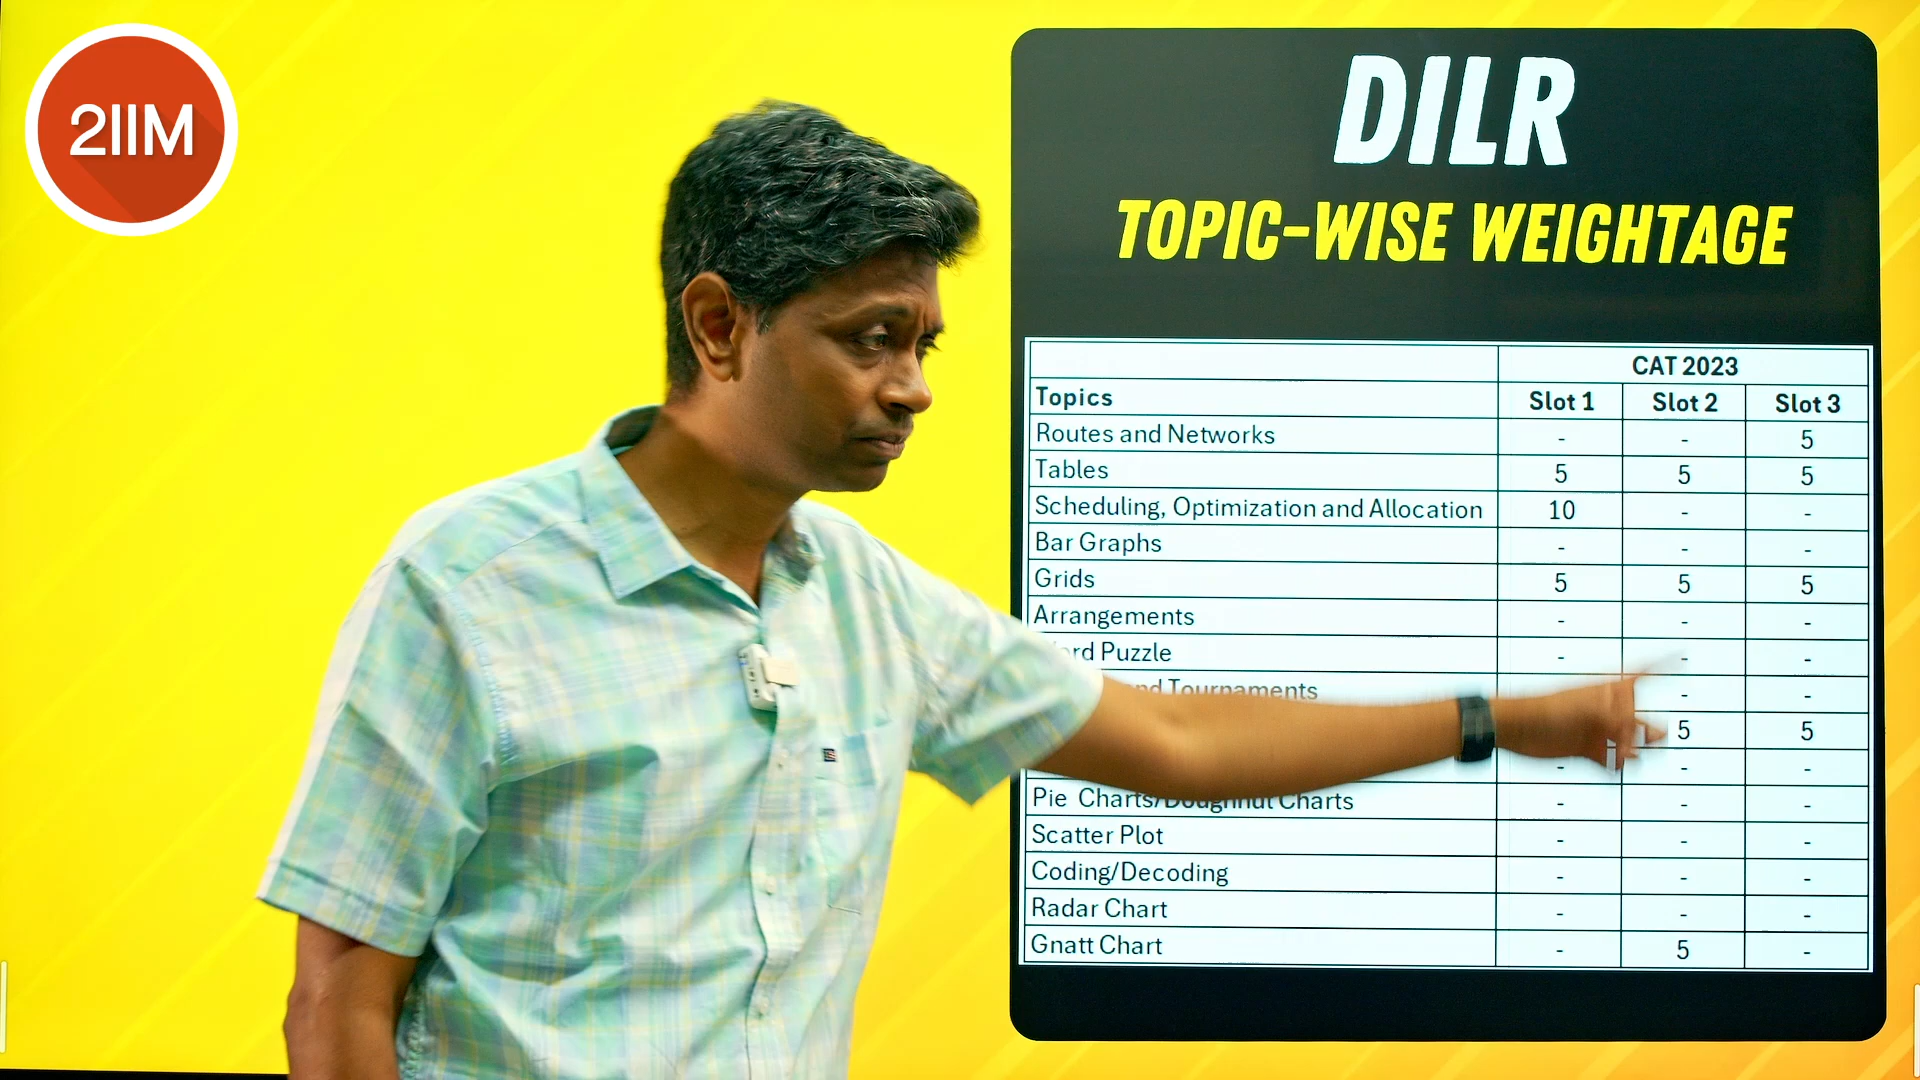 2IIM
DILR
TOPIC-WISE WEIGHTAGE
CAT 2023
Topics Slot 1 Slot 2 Slot 3
Routes and Networks - - 5
Tables 5 5 5
Scheduling, Optimization and Allocation 10 - -
Bar Graphs - - -
Grids 5 5 5
Arrangements - - -
Puzzle - - -
Tournaments - -
5 5
- - -
Pie Charts/Doughnut Charts - - -
Scatter Plot - - -
Coding/Decoding - - -
Radar Chart - - -
Gnatt Chart - 5 -